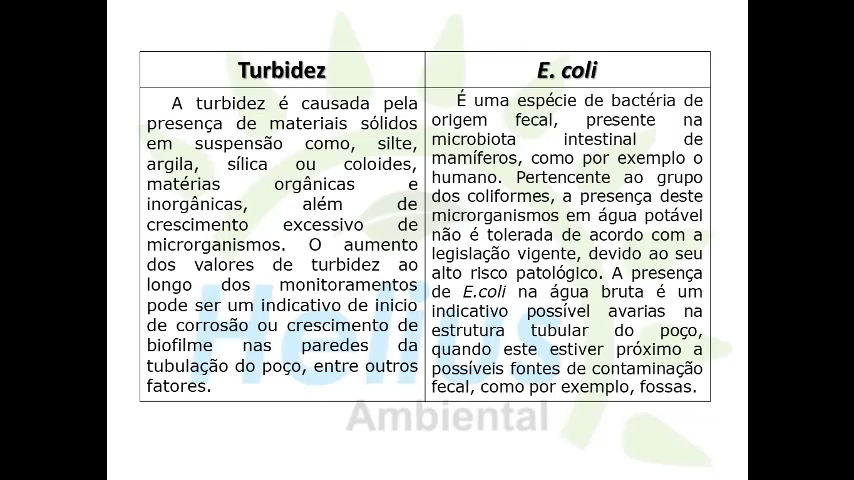 Turbidez
A turbidez é causada pela
presença de materiais sólidos
em suspensão como, silte,
argila, sílica ou coloides,
matérias orgânicas e
inorgânicas, além de
crescimento excessivo de
microrganismos. O aumento
dos valores de turbidez ao
longo dos monitoramentos
pode ser um indicativo de inicio
de corrosão ou crescimento de
biofilme nas paredes da
tubulação do poço, entre outros
fatores.
E. coli
É uma espécie de bactéria de
origem fecal, presente na
microbiota intestinal de
mamíferos, como por exemplo o
humano. Pertencente ao grupo
dos coliformes, a presença deste
microrganismos em água potável
não é tolerada de acordo com a
legislação vigente, devido ao seu
alto risco patológico. A presença
de E.coli na água bruta é um
indicativo possível avarias na
estrutura tubular do poço,
quando este estiver próximo a
possíveis fontes de contaminação
fecal, como por exemplo, fossas.
Helius
Ambiental